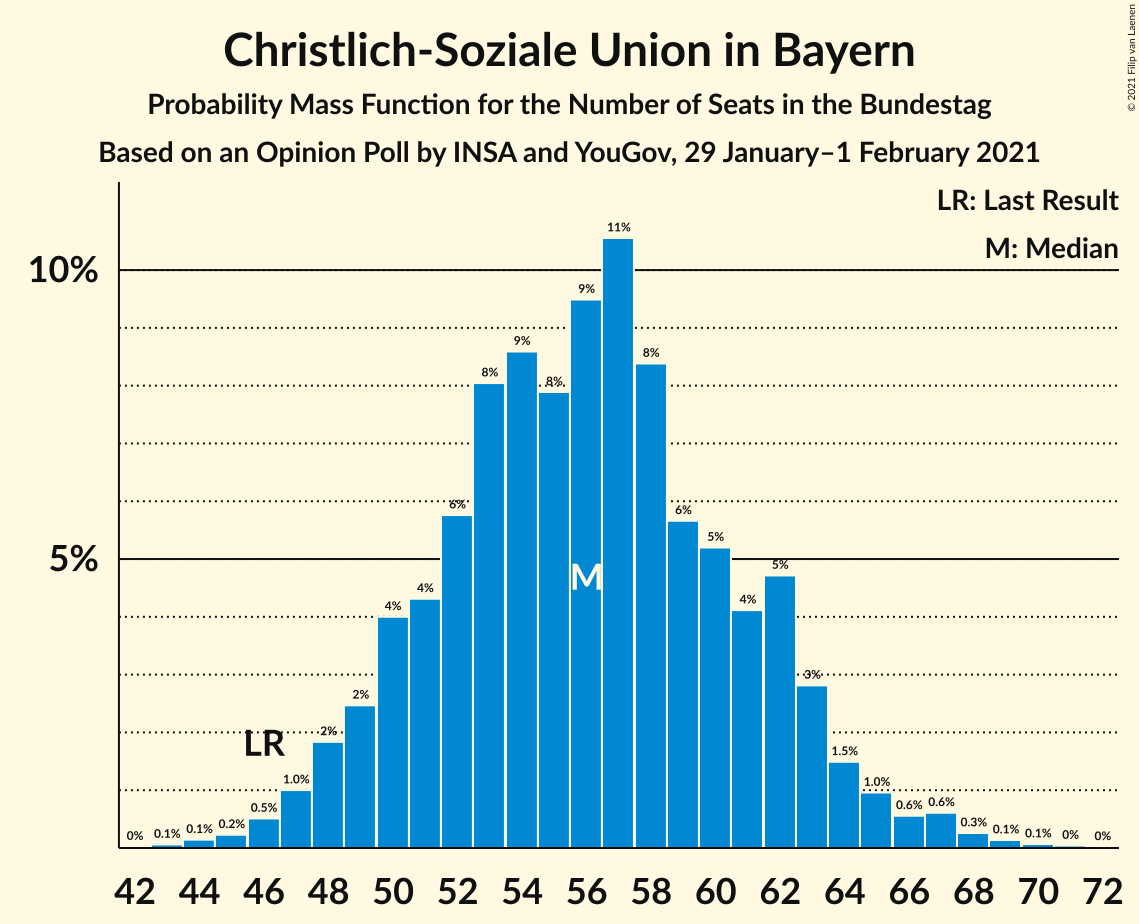 Christlich-Soziale Union in Bayern
Probability Mass Function for the Number of Seats in the Bundestag
Based on an Opinion Poll by INSA and YouGov, 29 January–1 February 2021
© 2021 Filip van Laenen
LR: Last Result
M: Median
10%
5%
0% 0.1% 0.1% 0.2% 0.5% 1.0% 2% 2% 4% 4% 6% 8% 9% 8% 9% 11% 8% 6% 5% 4% 5% 3% 1.5% 1.0% 0.6% 0.6% 0.3% 0.1% 0.1% 0% 0%
LR
M
42 44 46 48 50 52 54 56 58 60 62 64 66 68 70 72